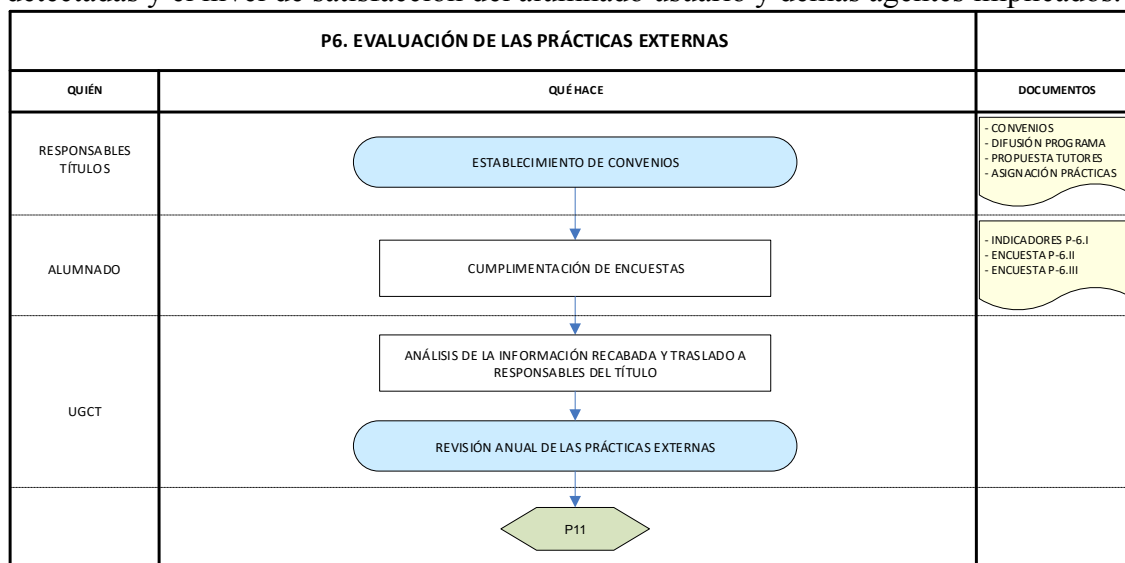 detectadas y el nivel de satisfacción del alumnado usuario y demás agentes implicados.
P6. EVALUACIÓN DE LAS PRÁCTICAS EXTERNAS
QUIÉN
QUÉ HACE
DOCUMENTOS
RESPONSABLES
TÍTULOS
ESTABLECIMIENTO DE CONVENIOS
- CONVENIOS
- DIFUSIÓN PROGRAMA
- PROPUESTA TUTORES
- ASIGNACIÓN PRÁCTICAS
ALUMNADO
CUMPLIMENTACIÓN DE ENCUESTAS
- INDICADORES P-6.I
- ENCUESTA P-6.II
- ENCUESTA P-6.III
UGCT
ANÁLISIS DE LA INFORMACIÓN RECABADA Y TRASLADO A
RESPONSABLES DEL TÍTULO
REVISIÓN ANUAL DE LAS PRÁCTICAS EXTERNAS
P11